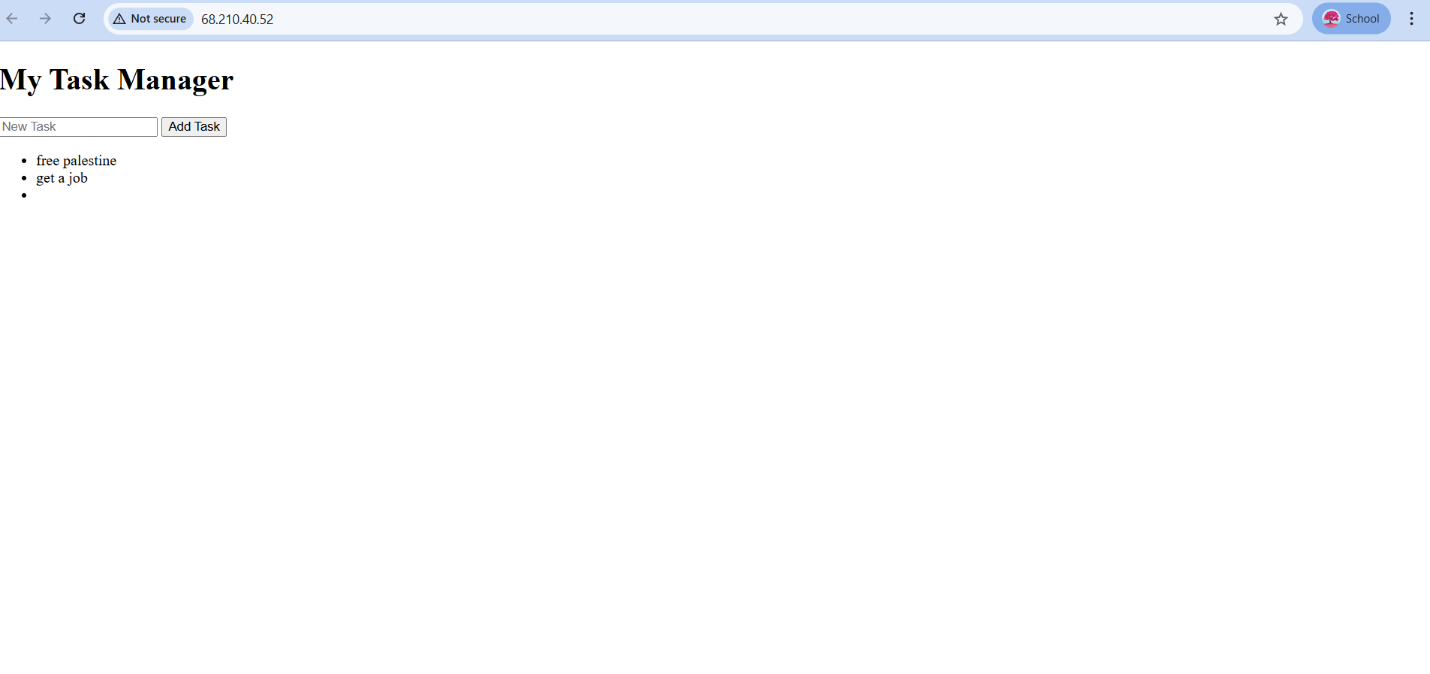 Not secure 68.210.40.52 School
My Task Manager
New Task Add Task
free palestine
get a job